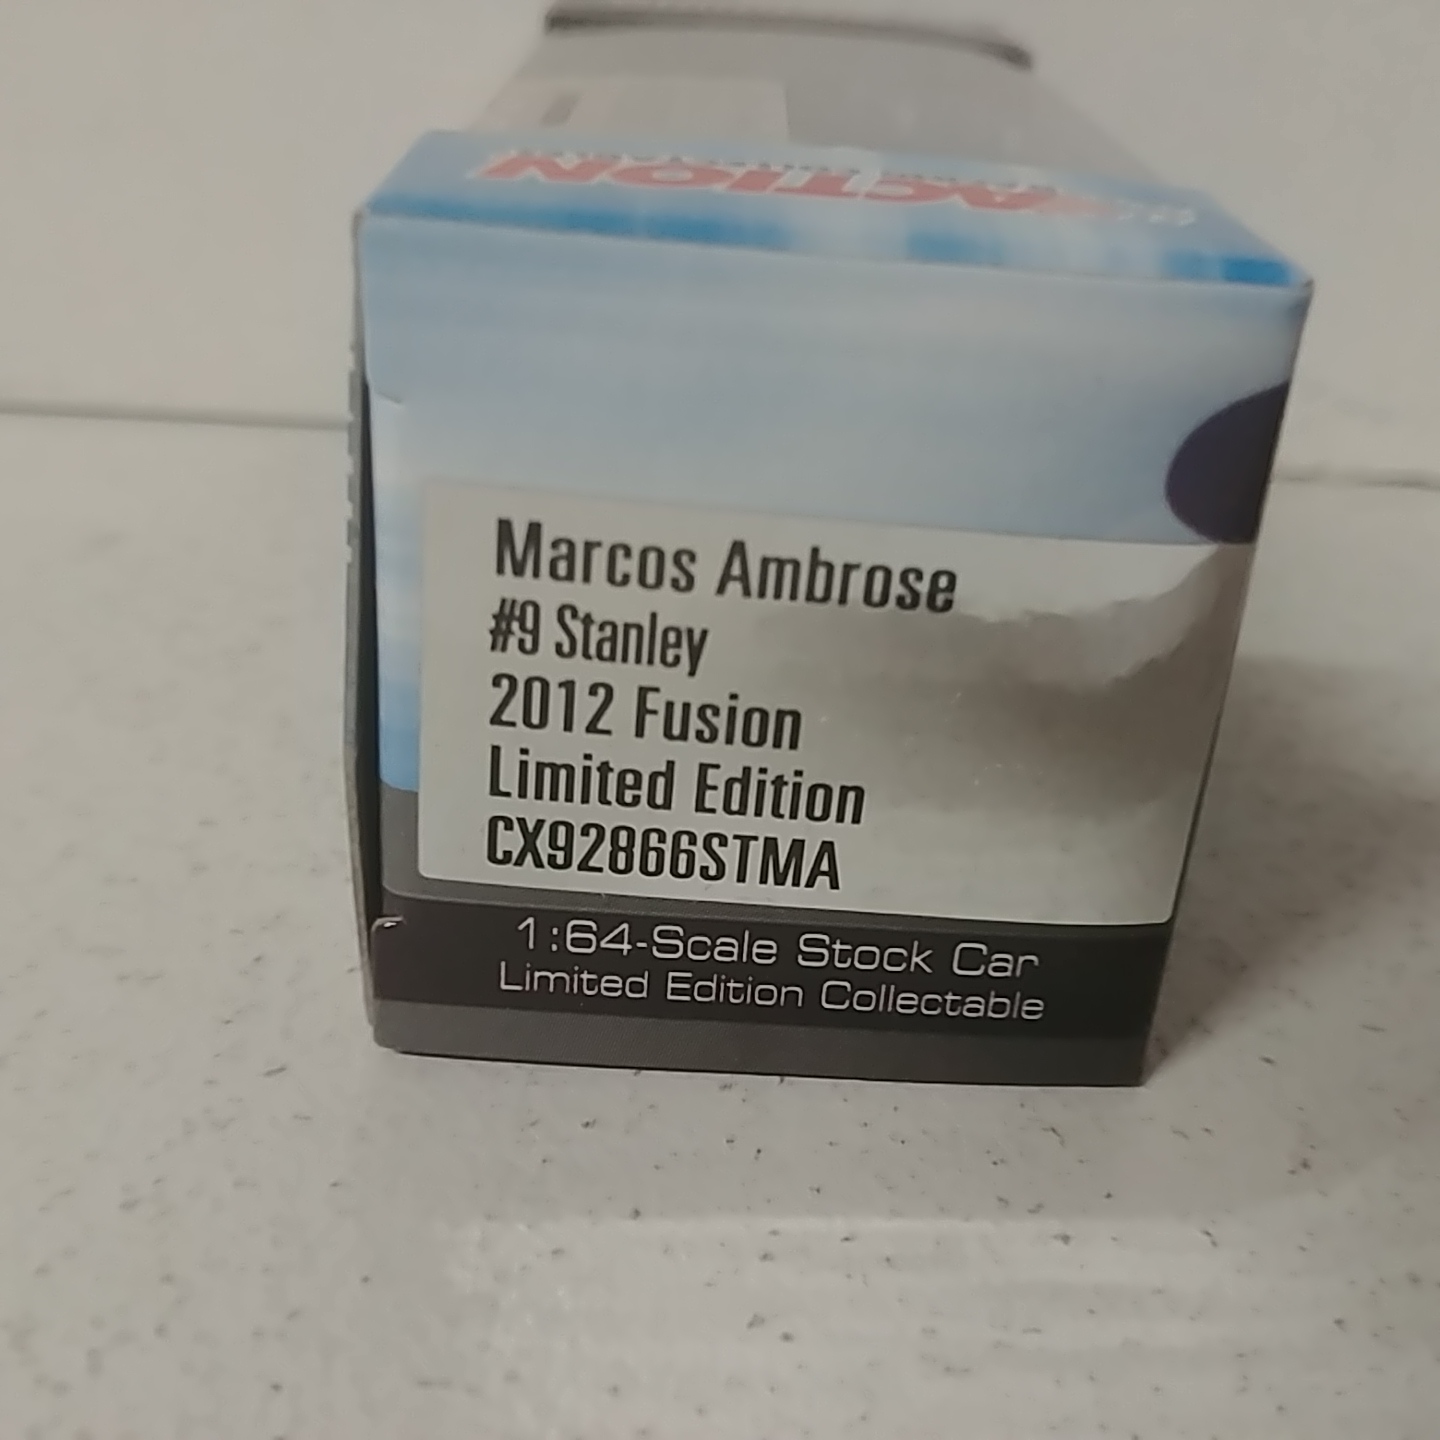 ACTION
Marcos Ambrose
#9 Stanley
2012 Fusion
Limited Edition
CX92866STMA
1:64-Scale Stock Car
Limited Edition Collectable